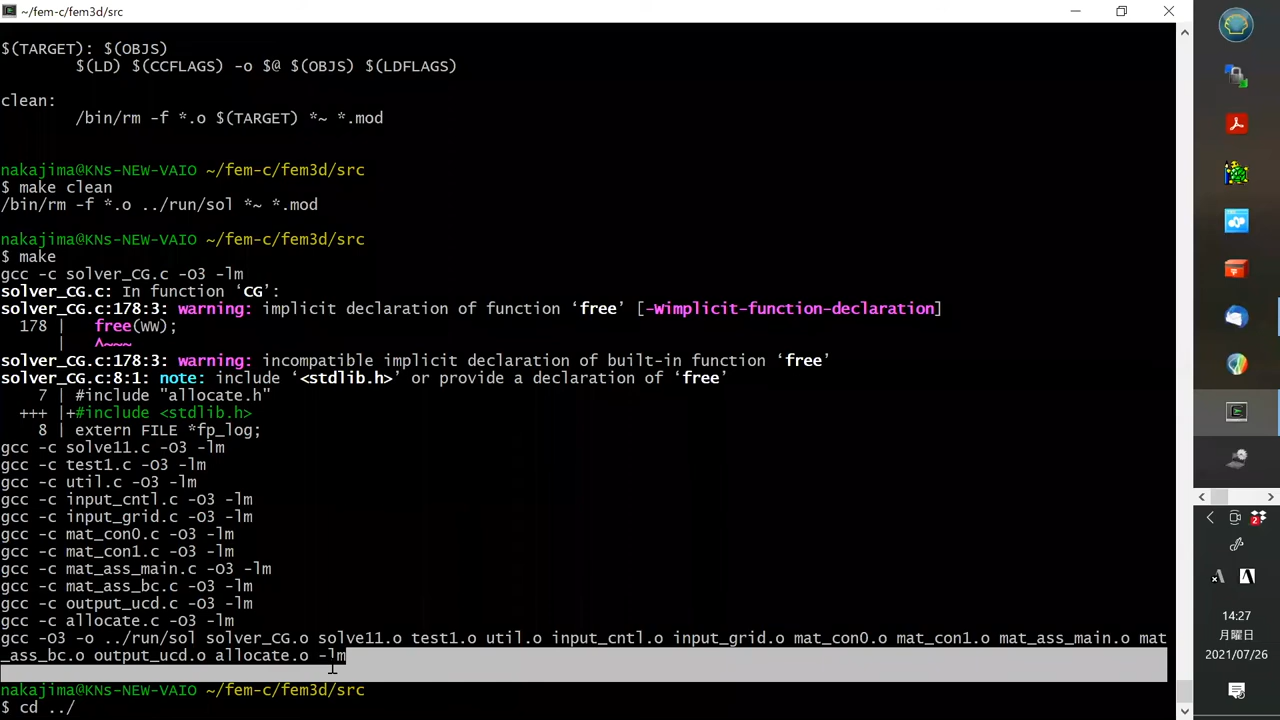 ~/fem-c/fem3d/src
$(TARGET): $(OBJS)
$(LD) $(CCFLAGS) -o $@ $(OBJS) $(LDFLAGS)
clean:
/bin/rm -f *.o $(TARGET) *~ *.mod
nakajima@KNs-NEW-VAIO ~/fem-c/fem3d/src
$ make clean
/bin/rm -f *.o ../run/sol *~ *.mod
nakajima@KNs-NEW-VAIO ~/fem-c/fem3d/src
$ make
gcc -c solver_CG.c -O3 -lm
solver_CG.c: In function ‘CG’:
solver_CG.c:178:3: warning: implicit declaration of function ‘free’ [-Wimplicit-function-declaration]
178 |   free(WW);
|   ^~~~
solver_CG.c:178:3: warning: incompatible implicit declaration of built-in function ‘free’
solver_CG.c:8:1: note: include ‘<stdlib.h>’ or provide a declaration of ‘free’
7 | #include "allocate.h"
+++ |+#include <stdlib.h>
8 | extern FILE *fp_log;
gcc -c solve11.c -O3 -lm
gcc -c test1.c -O3 -lm
gcc -c util.c -O3 -lm
gcc -c input_cntl.c -O3 -lm
gcc -c input_grid.c -O3 -lm
gcc -c mat_con0.c -O3 -lm
gcc -c mat_con1.c -O3 -lm
gcc -c mat_ass_main.c -O3 -lm
gcc -c mat_ass_bc.c -O3 -lm
gcc -c output_ucd.c -O3 -lm
gcc -c allocate.c -O3 -lm
gcc -O3 -o ../run/sol solver_CG.o solve11.o test1.o util.o input_cntl.o input_grid.o mat_con0.o mat_con1.o mat_ass_main.o mat
_ass_bc.o output_ucd.o allocate.o -lm
nakajima@KNs-NEW-VAIO ~/fem-c/fem3d/src
$ cd ../
2
A
14:27
月曜日
2021/07/26